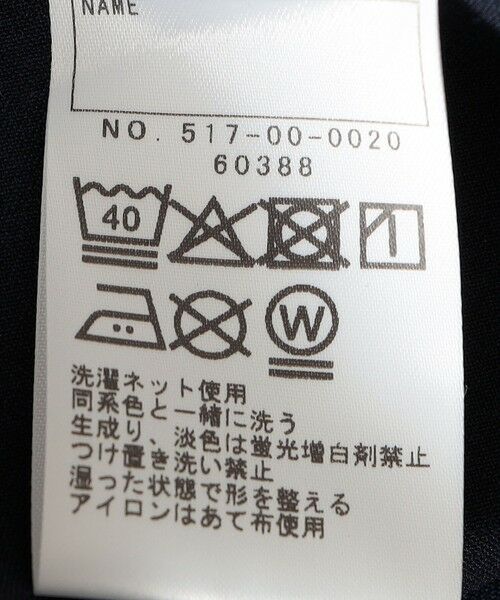 NAME
NO. 517-00-0020
60388
40
W
洗濯ネット使用
同系色と一緒に洗う
生成り、淡色は蛍光増白剤禁止
つけ置き洗い禁止
湿った状態で形を整える
アイロンはあて布使用